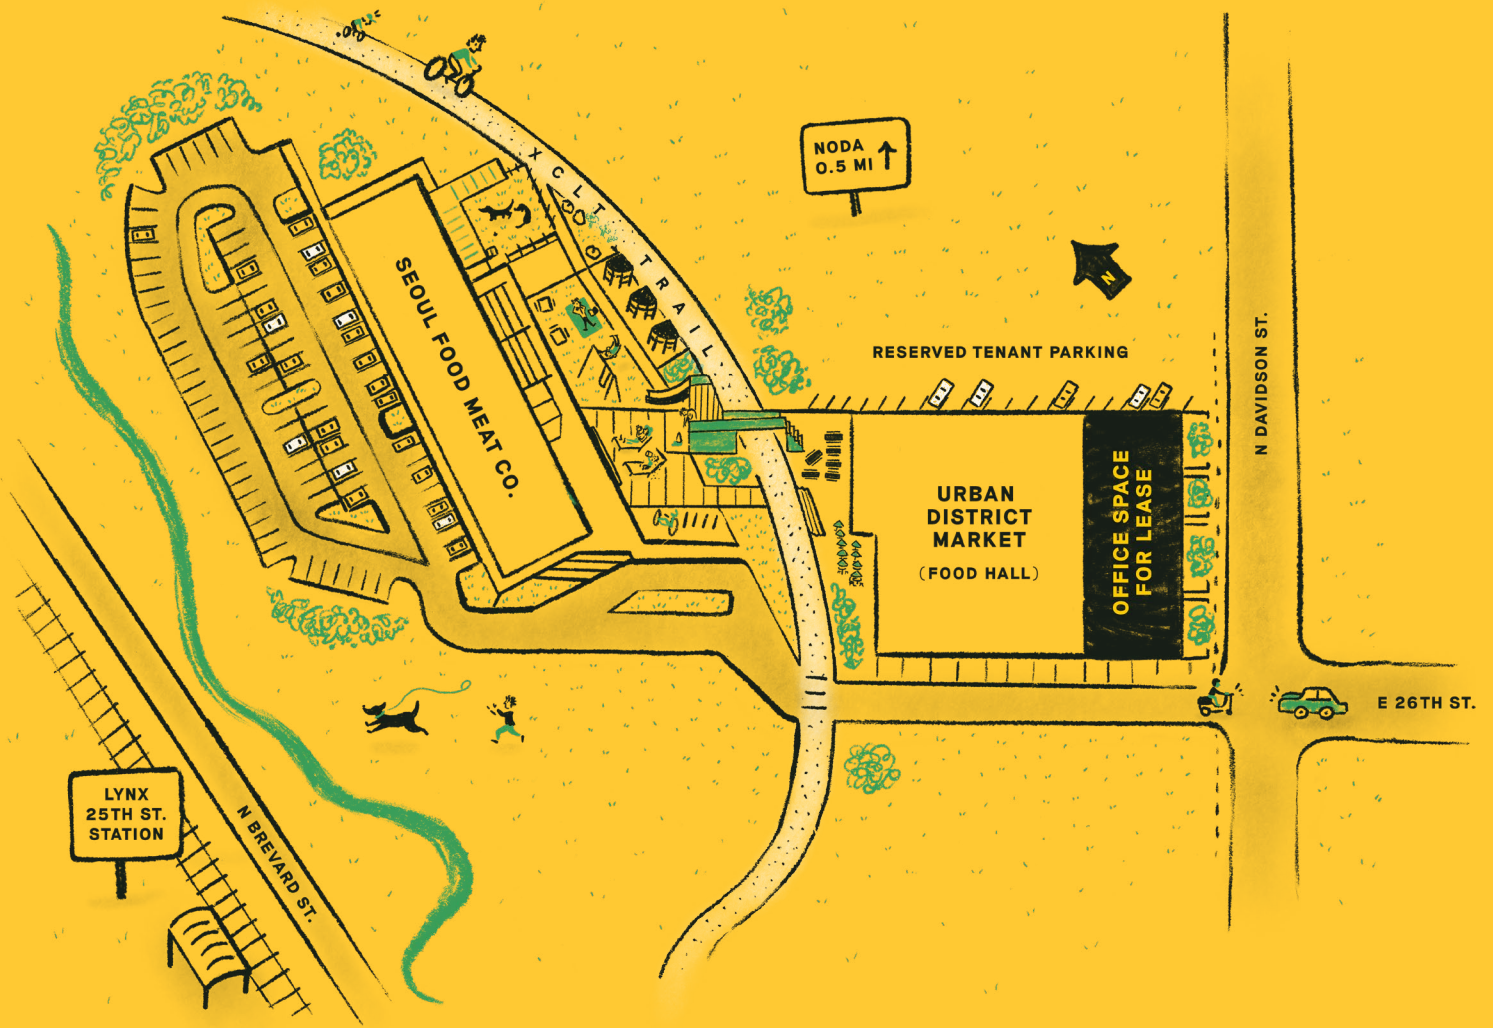 XCLT TRAIL
NODA
0.5 MI
N
SEOUL FOOD MEAT CO.
RESERVED TENANT PARKING
N DAVIDSON ST.
URBAN
DISTRICT
MARKET
(FOOD HALL)
OFFICE SPACE
FOR LEASE
E 26TH ST.
LYNX
25TH ST.
STATION
N BREVARD ST.